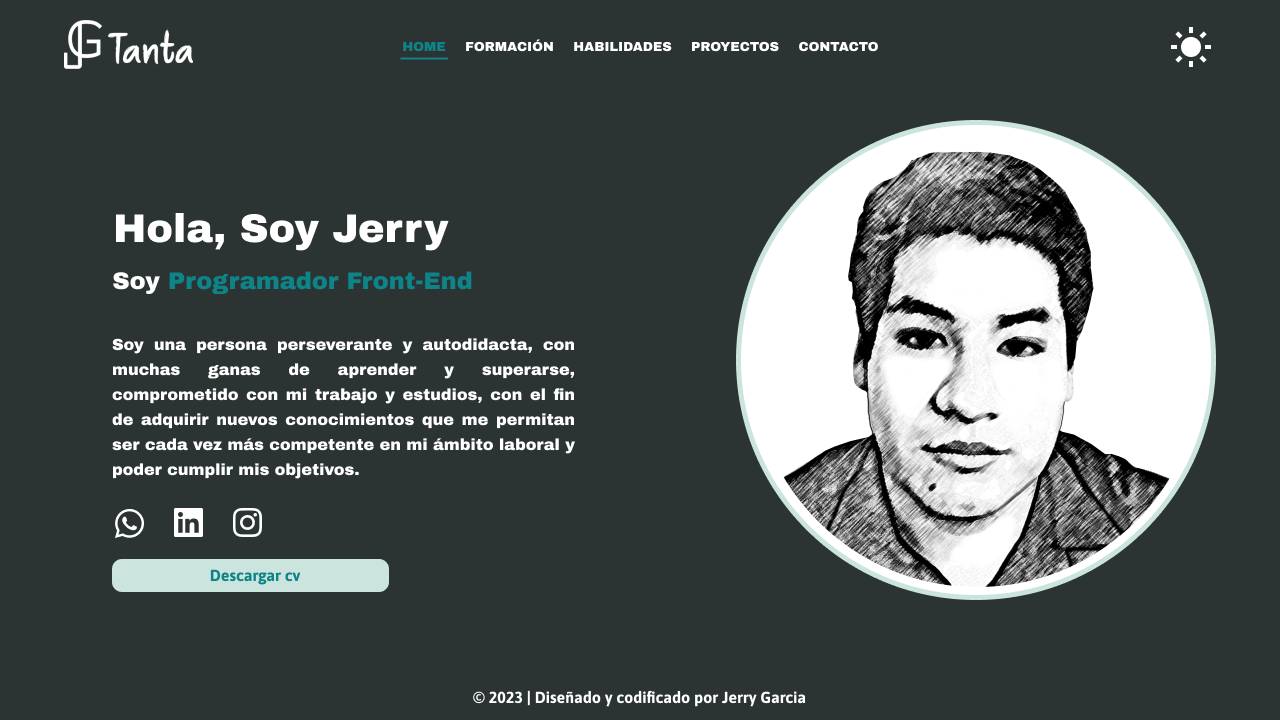 JG Tanta
HOME FORMACIÓN HABILIDADES PROYECTOS CONTACTO
Hola, Soy Jerry
Soy Programador Front-End
Soy una persona perseverante y autodidacta, con
muchas ganas de aprender y superarse,
comprometido con mi trabajo y estudios, con el fin
de adquirir nuevos conocimientos que me permitan
ser cada vez más competente en mi ámbito laboral y
poder cumplir mis objetivos.
in
Descargar cv
© 2023 | Diseñado y codificado por Jerry Garcia